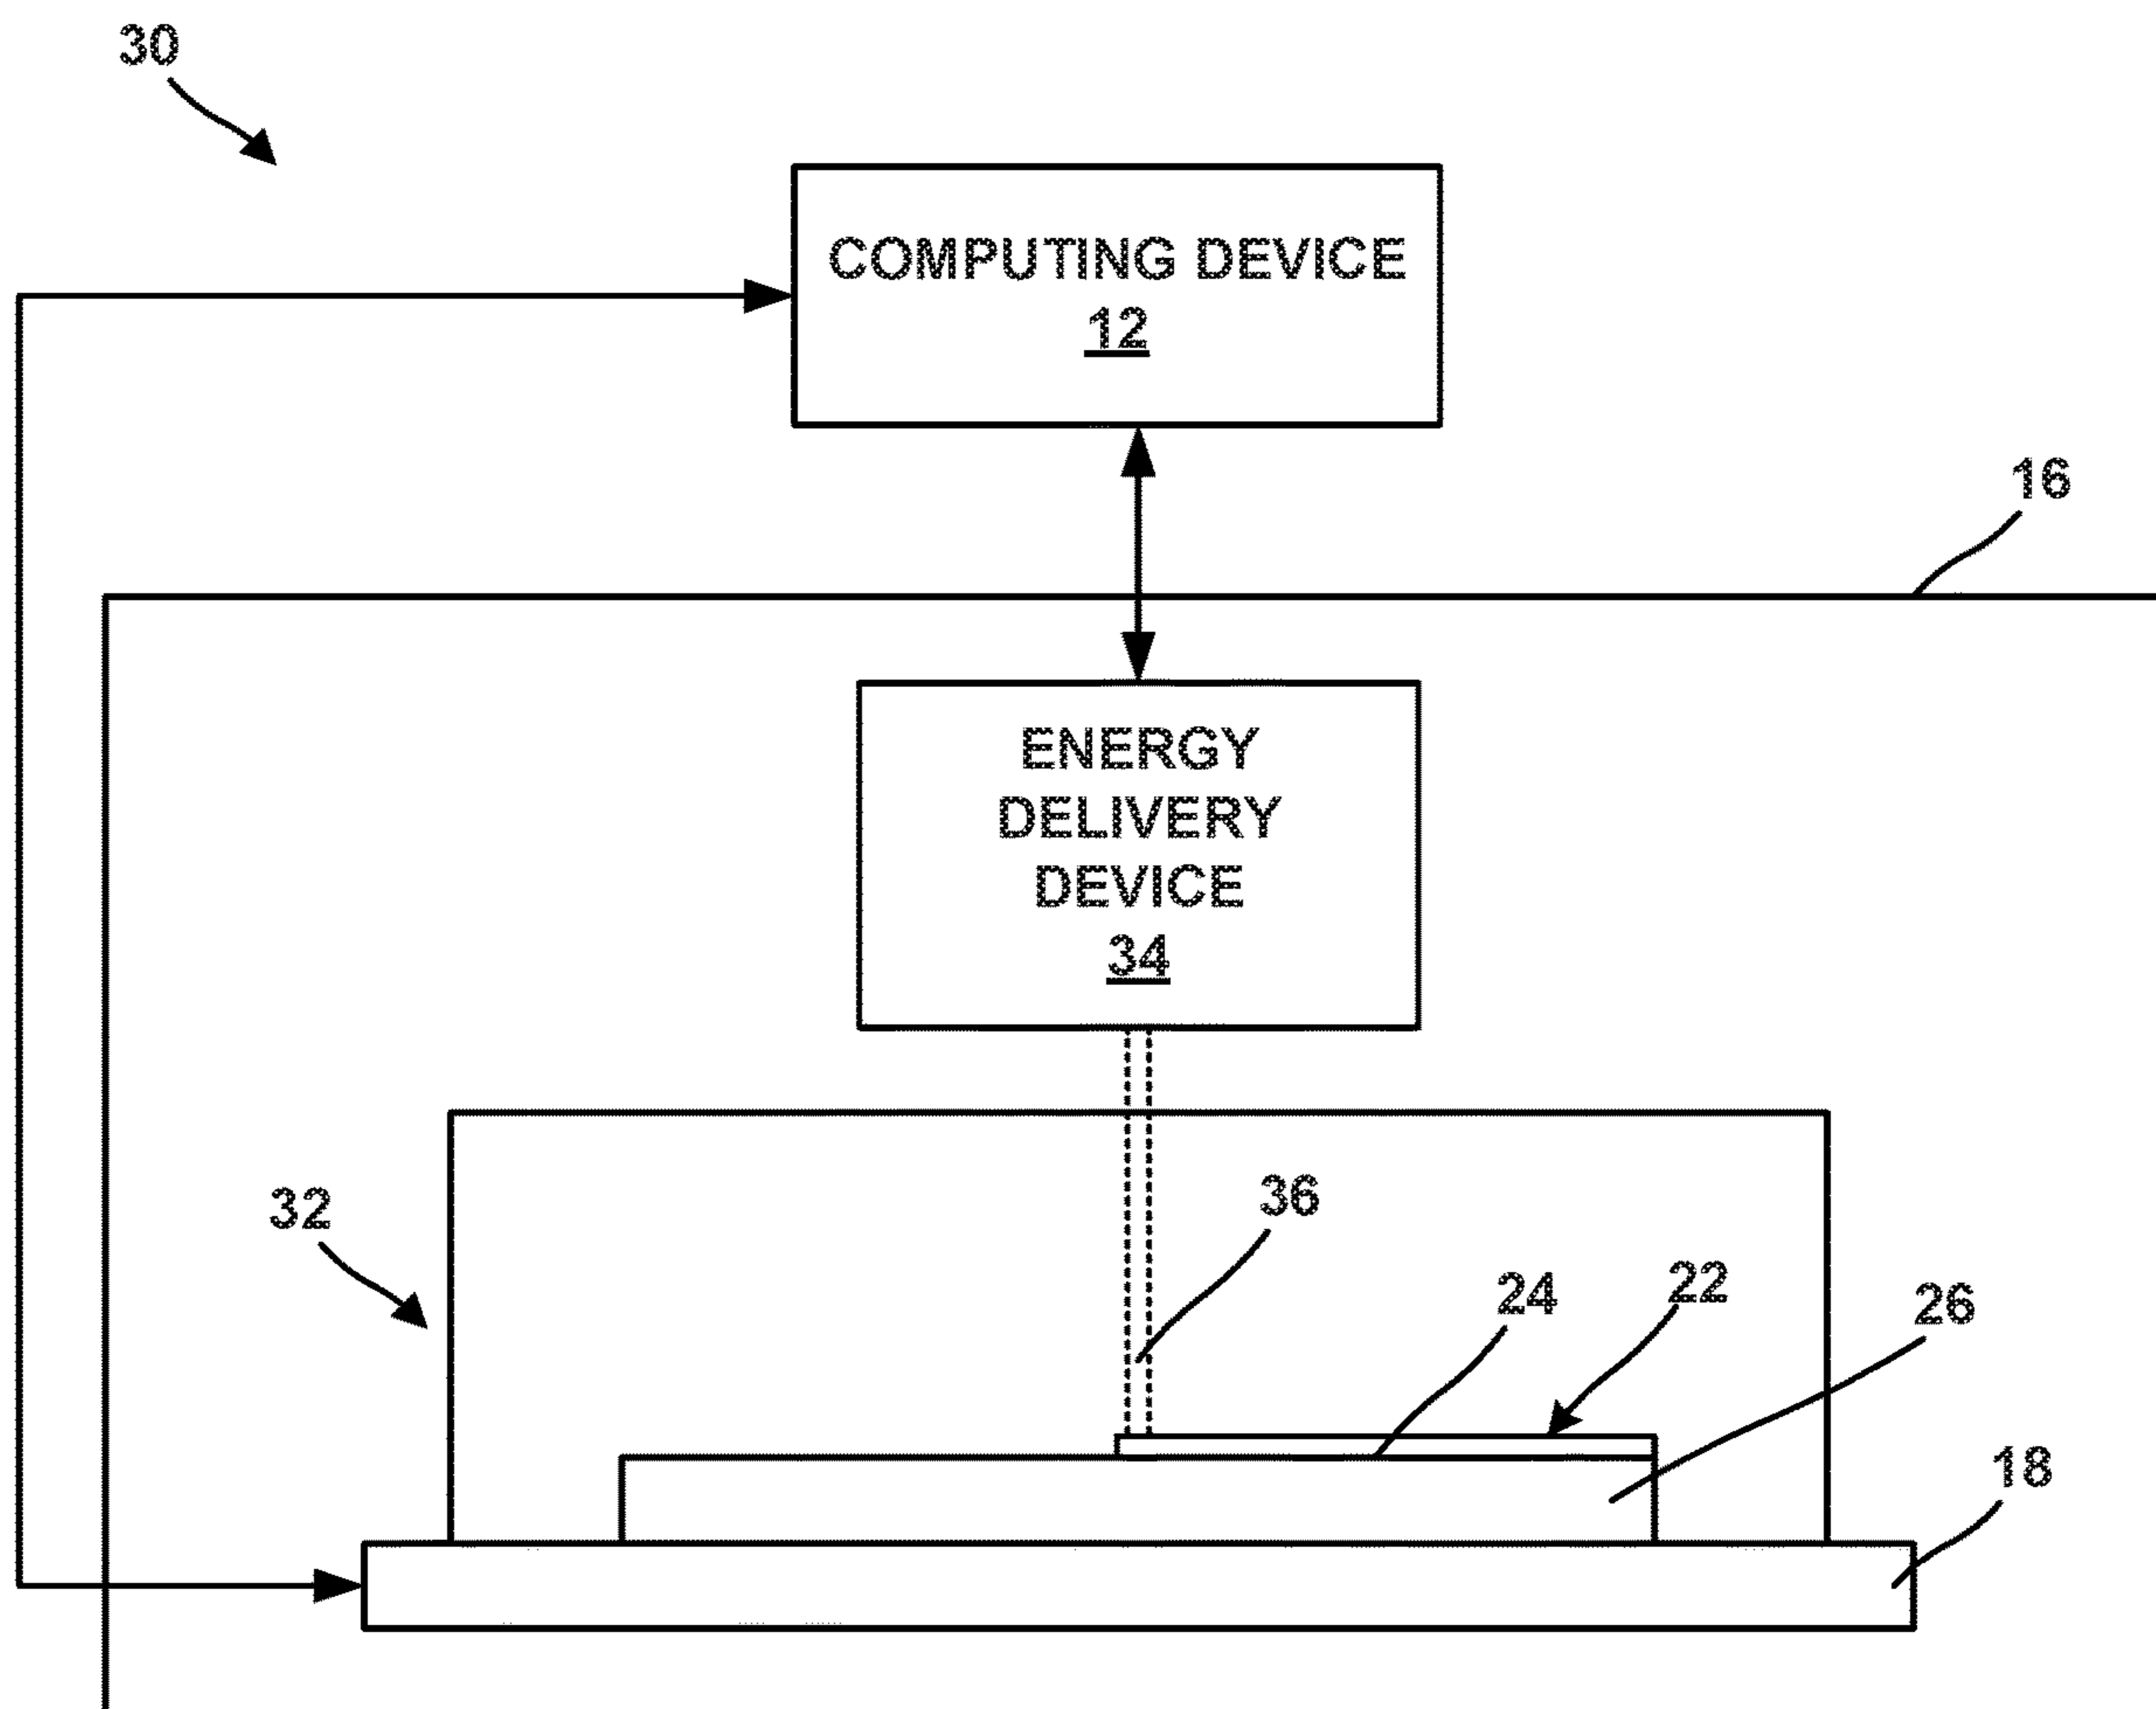 30
COMPUTING DEVICE
12
16
ENERGY
DELIVERY
DEVICE
34
32
36
24
22
26
18